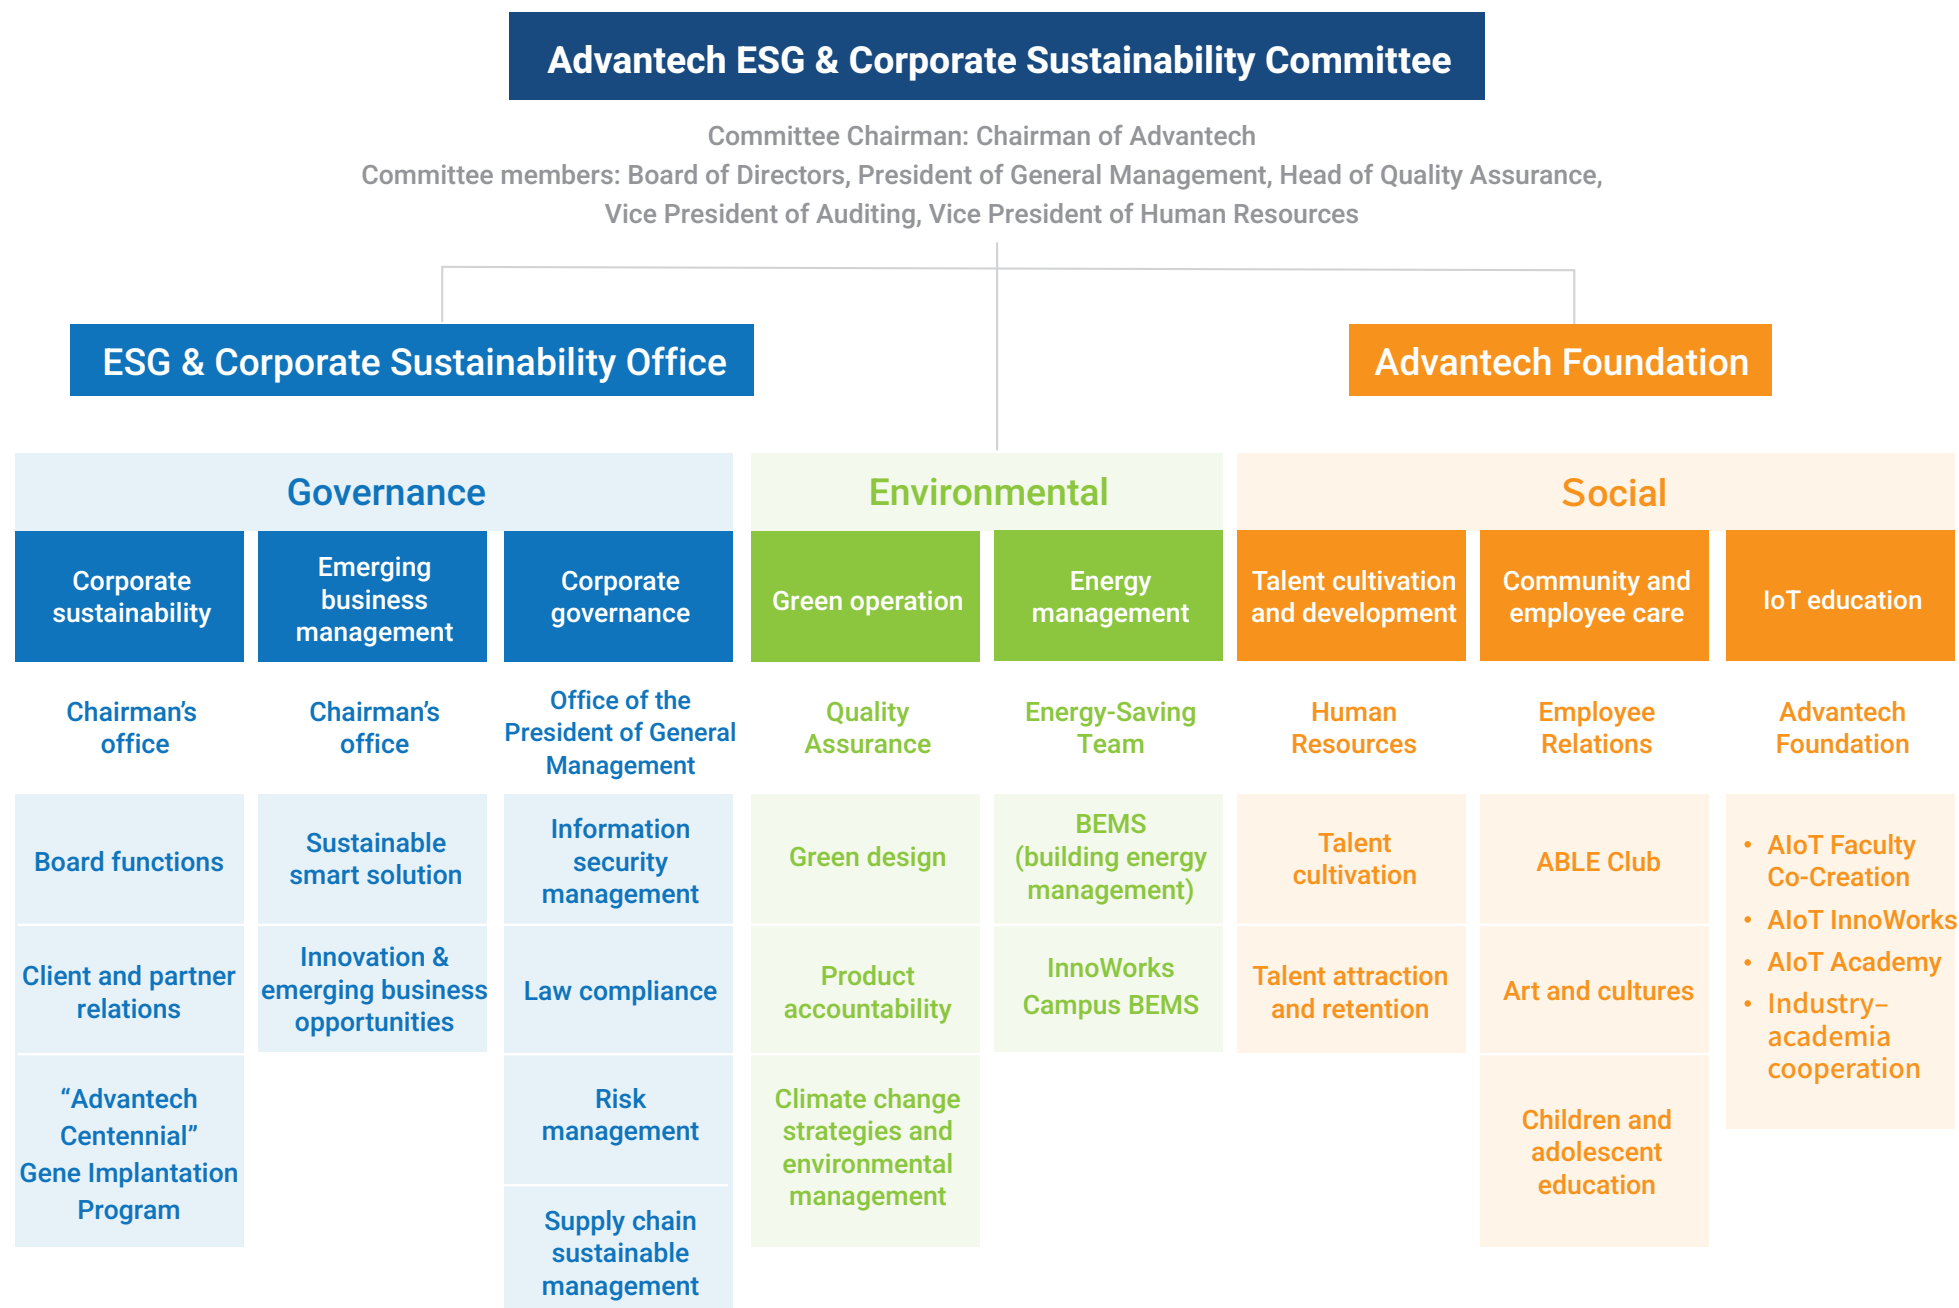 Advantech ESG & Corporate Sustainability Committee
Committee Chairman: Chairman of Advantech
Committee members: Board of Directors, President of General Management, Head of Quality Assurance,
Vice President of Auditing, Vice President of Human Resources
ESG & Corporate Sustainability Office
Advantech Foundation
Governance
Environmental
Social
Corporate
sustainability
Emerging
business
management
Corporate
governance
Green operation
Energy
management
Talent cultivation
and development
Community and
employee care
IoT education
Chairman’s
office
Chairman’s
office
Office of the
President of General
Management
Quality
Assurance
Energy-Saving
Team
Human
Resources
Employee
Relations
Advantech
Foundation
Board functions
Client and partner
relations
“Advantech
Centennial”
Gene Implantation
Program
Sustainable
smart solution
Innovation &
emerging business
opportunities
Information
security
management
Law compliance
Risk
management
Supply chain
sustainable
management
Green design
Product
accountability
Climate change
strategies and
environmental
management
BEMS
(building energy
management)
InnoWorks
Campus BEMS
Talent
cultivation
Talent attraction
and retention
ABLE Club
Art and cultures
Children and
adolescent
education
• AIoT Faculty
Co-Creation
• AIoT InnoWorks
• AIoT Academy
• Industry–
academia
cooperation